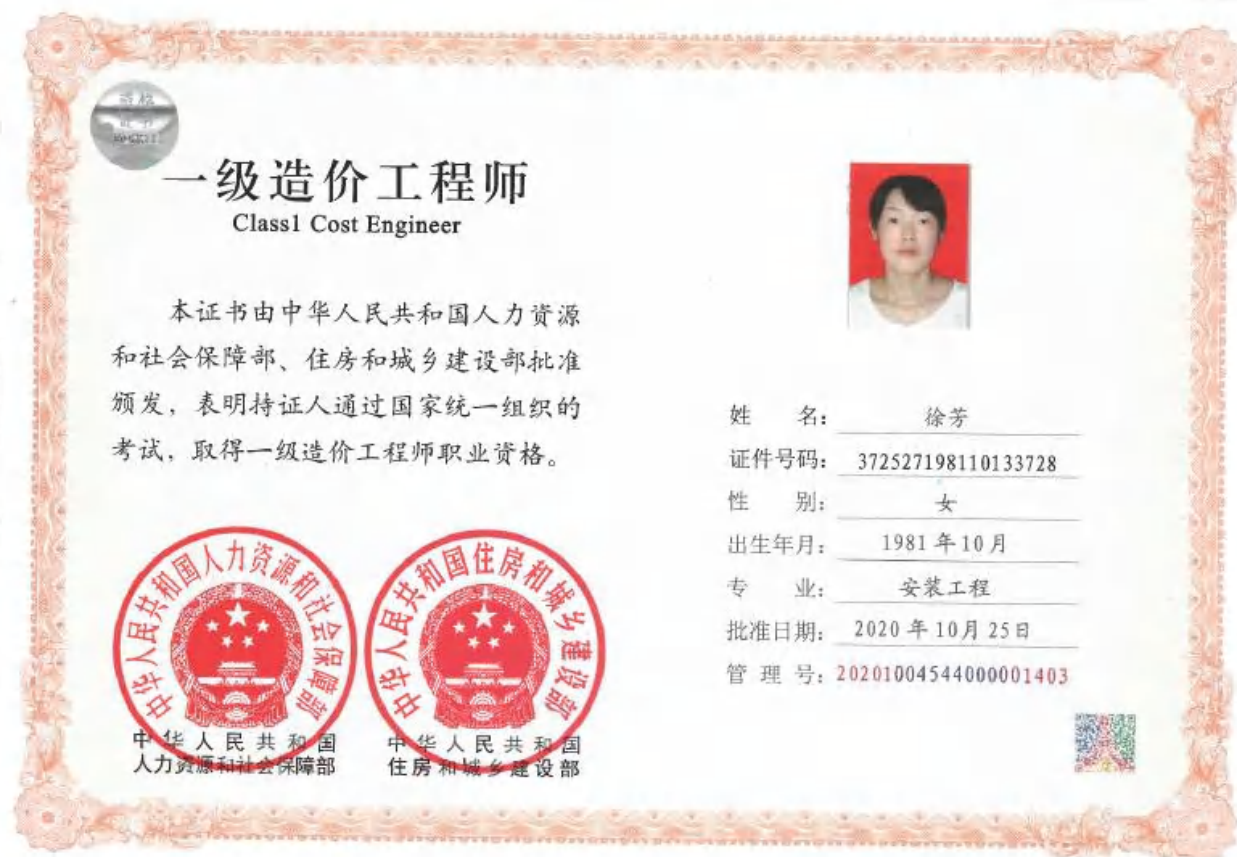 一级造价工程师
Class1 Cost Engineer
本证书由中华人民共和国人力资源
和社会保障部、住房和城乡建设部批准
颁发，表明持证人通过国家统一组织的
考试，取得一级造价工程师职业资格。
中华人民共和国人力资源和社会保障部
中华人民共和国
人力资源和社会保障部
中华人民共和国住房和城乡建设部
中华人民共和国
住房和城乡建设部
姓 名： 徐芳
证件号码： 372527198110133728
性 别： 女
出生年月： 1981年10月
专 业： 安装工程
批准日期： 2020年10月25日
管 理 号： 20201004544000001403